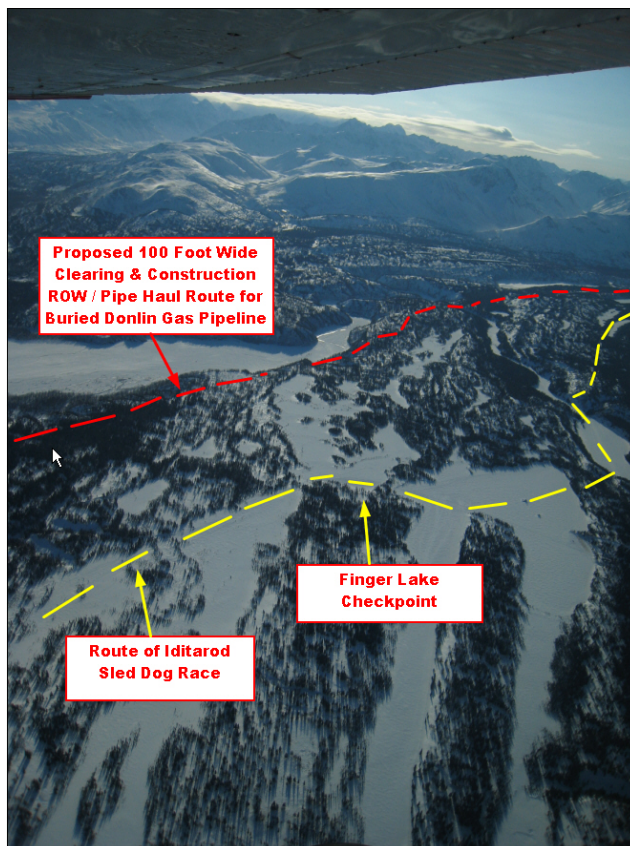 Proposed 100 Foot Wide
Clearing & Construction
ROW / Pipe Haul Route for
Buried Donlin Gas Pipeline
Finger Lake
Checkpoint
Route of Iditarod
Sled Dog Race